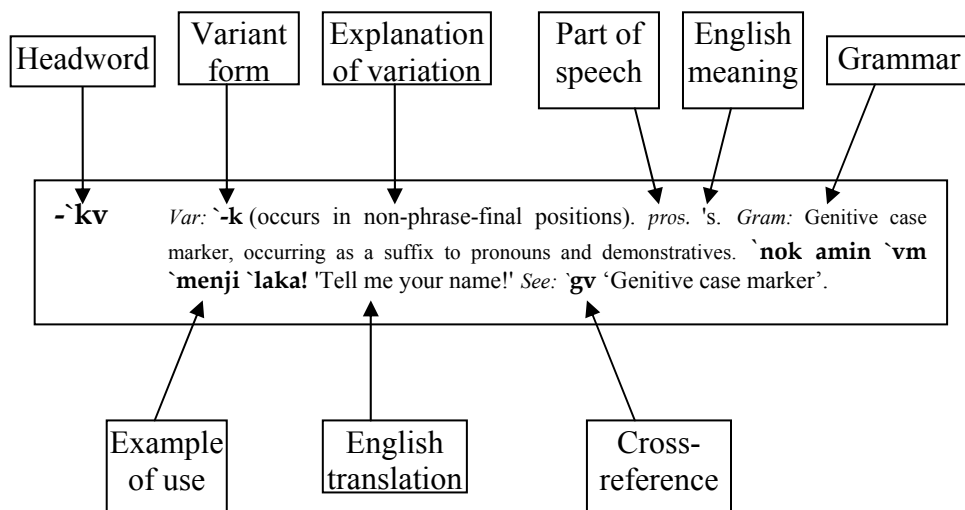 Headword
Variant
form
Explanation
of variation
Part of
speech
English
meaning
Grammar
-`kv Var: `-k (occurs in non-phrase-final positions). pros. 's. Gram: Genitive case
marker, occurring as a suffix to pronouns and demonstratives. `nok amin `vm
`menji `laka! 'Tell me your name!' See: `gv ‘Genitive case marker’.
Example
of use
English
translation
Cross-
reference